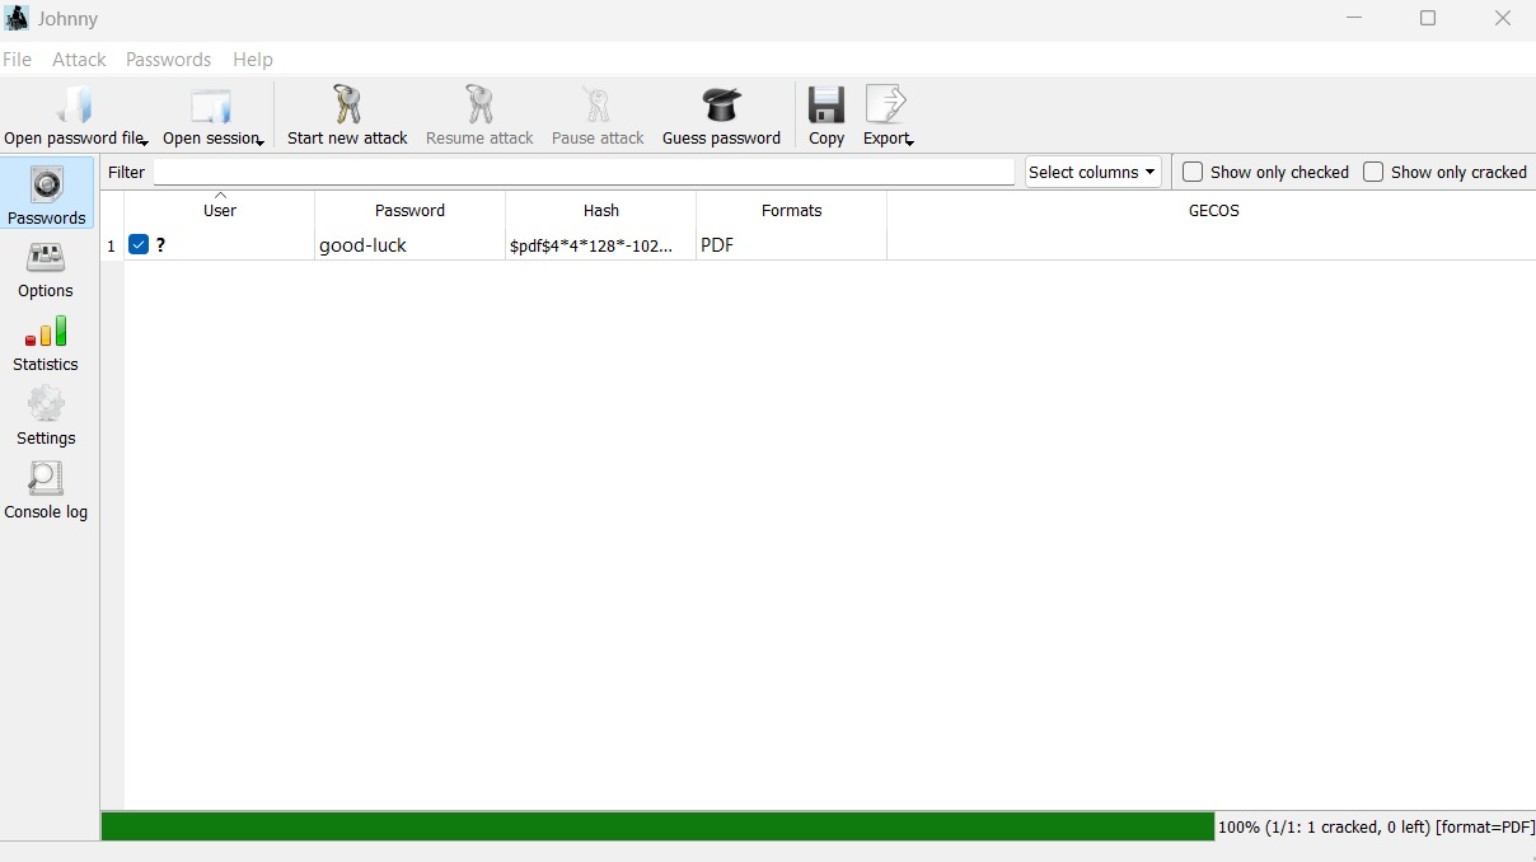 Johnny
File Attack Passwords Help
Open password file Open session Start new attack Resume attack Pause attack Guess password Copy Export
Passwords
Options
Statistics
Settings
Console log
Filter Select columns Show only checked Show only cracked
User Password Hash Formats GECOS
1 ? good-luck $pdf$4*4*128*-102... PDF
100% (1/1: 1 cracked, 0 left) [format=PDF]